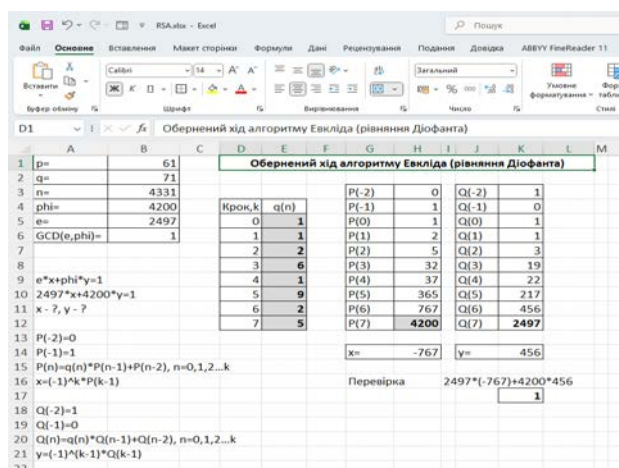 RSA.xlsx - Excel
Пошук
Файл Основне Вставлення Макет сторінки Формули Дані Рецензування Подання Довідка ABBYY FineReader 11
Вставити
Calibri 14
Ж К П
Загальний
Умовне форматування
Буфер обміну Шрифт Вирівнювання Число Стилі
D1 fx Обернений хід алгоритму Евкліда (рівняння Діофанта)
A B C D E F G H I J K L M
1 p= 61 Обернений хід алгоритму Евкліда (рівняння Діофанта)
2 q= 71
3 n= 4331 P(-2) 0 Q(-2) 1
4 phi= 4200 Крок,k q(n) P(-1) 1 Q(-1) 0
5 e= 2497 0 1 P(0) 1 Q(0) 1
6 GCD(e,phi)= 1 1 1 P(1) 2 Q(1) 1
7 2 2 P(2) 5 Q(2) 3
8 3 6 P(3) 32 Q(3) 19
9 e*x+phi*y=1 4 1 P(4) 37 Q(4) 22
10 2497*x+4200*y=1 5 9 P(5) 365 Q(5) 217
11 x - ?, y - ? 6 2 P(6) 767 Q(6) 456
12 7 5 P(7) 4200 Q(7) 2497
13 P(-2)=0
14 P(-1)=1 x= -767 y= 456
15 P(n)=q(n)*P(n-1)+P(n-2), n=0,1,2...k
16 x=(-1)^k*P(k-1) Перевірка 2497*(-767)+4200*456
17 1
18 Q(-2)=1
19 Q(-1)=0
20 Q(n)=q(n)*Q(n-1)+Q(n-2), n=0,1,2...k
21 y=(-1)^(k-1)*Q(k-1)